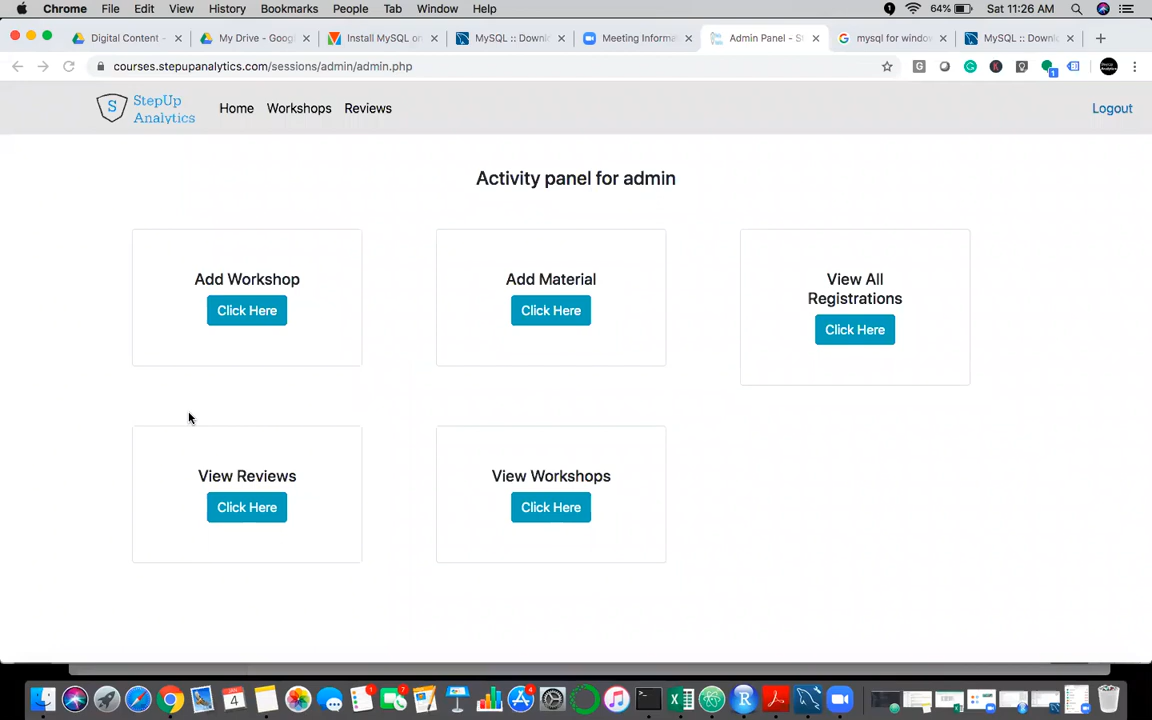 Chrome File Edit View History Bookmarks People Tab Window Help 64% Sat 11:26 AM
Digital Content - My Drive - Googl Install MySQL on MySQL :: Downl Meeting Informa Admin Panel - St mysql for window MySQL :: Downl
courses.stepupanalytics.com/sessions/admin/admin.php
S StepUp Analytics Home Workshops Reviews Logout
Activity panel for admin
Add Workshop
Click Here
Add Material
Click Here
View All
Registrations
Click Here
View Reviews
Click Here
View Workshops
Click Here